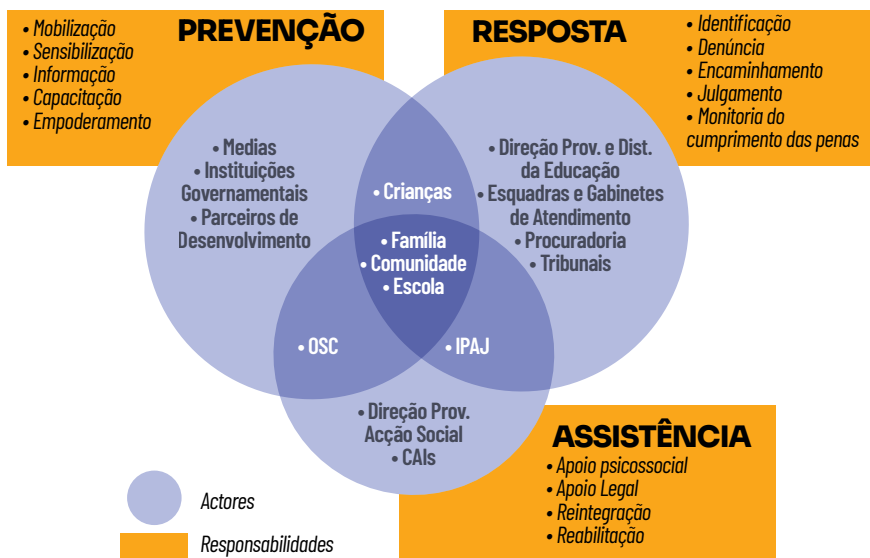 PREVENÇÃO
• Mobilização
• Sensibilização
• Informação
• Capacitação
• Empoderamento
RESPOSTA
• Identificação
• Denúncia
• Encaminhamento
• Julgamento
• Monitoria do
cumprimento das penas
• Medias
• Instituições
Governamentais
• Parceiros de
Desenvolvimento
• Crianças
• Direção Prov. e Dist.
da Educação
• Esquadras e Gabinetes
de Atendimento
• Procuradoria
• Tribunais
• Família
• Comunidade
• Escola
• OSC
• IPAJ
• Direção Prov.
Acção Social
• CAIs
ASSISTÊNCIA
• Apoio psicossocial
• Apoio Legal
• Reintegração
• Reabilitação
Actores
Responsabilidades